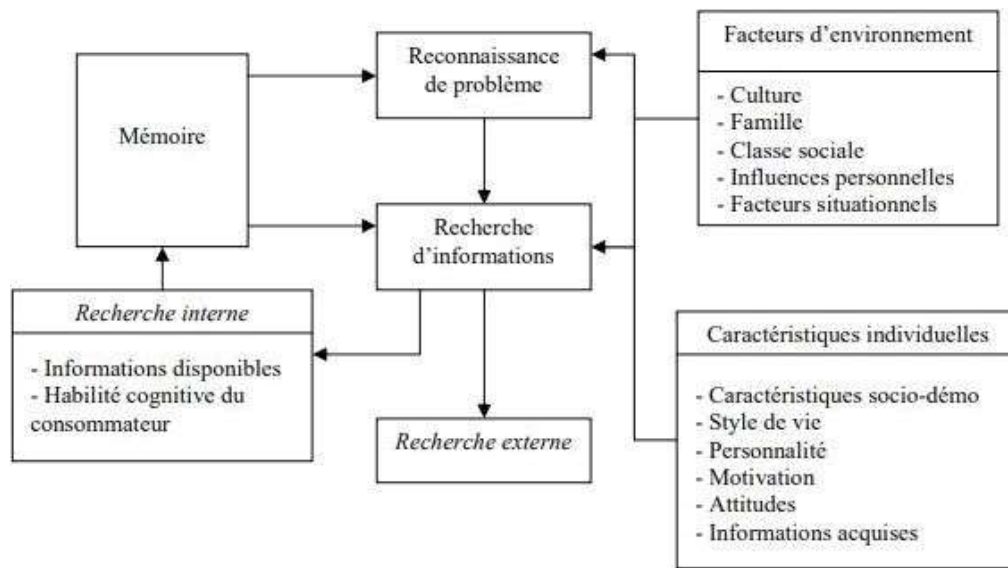 Reconnaissance
de problème
Mémoire
Recherche
d'informations
Recherche interne
- Informations disponibles
- Habilité cognitive du
consommateur
Recherche externe
Facteurs d'environnement
- Culture
- Famille
- Classe sociale
- Influences personnelles
- Facteurs situationnels
Caractéristiques individuelles
- Caractéristiques socio-démo
- Style de vie
- Personnalité
- Motivation
- Attitudes
- Informations acquises